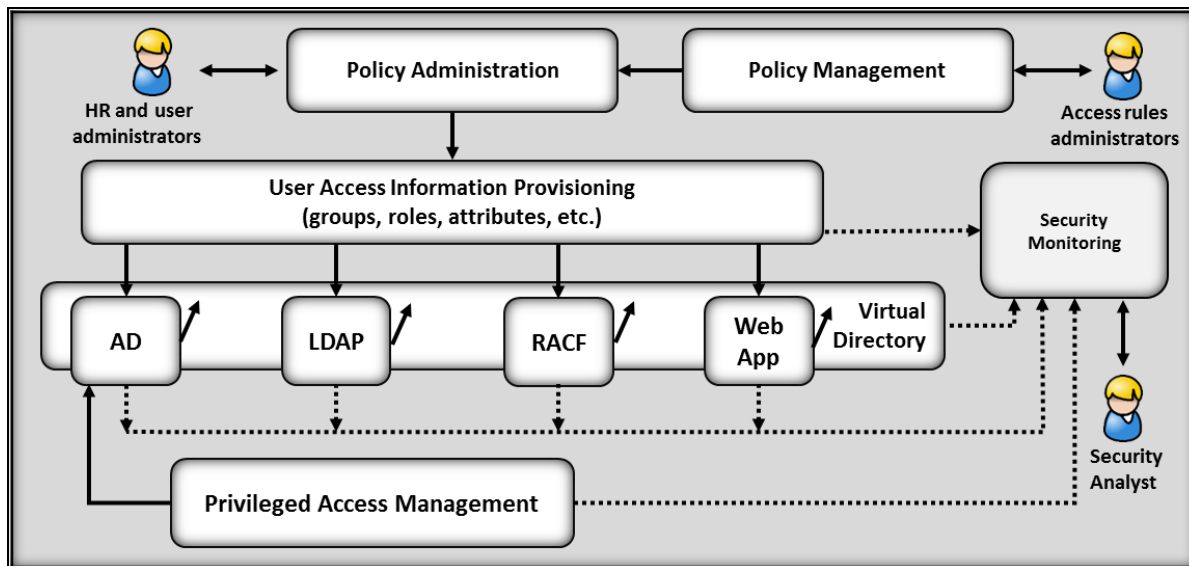 Policy Administration
Policy Management
HR and user
administrators
Access rules
administrators
User Access Information Provisioning
(groups, roles, attributes, etc.)
Security
Monitoring
AD
LDAP
RACF
Web
App
Virtual
Directory
Privileged Access Management
Security
Analyst